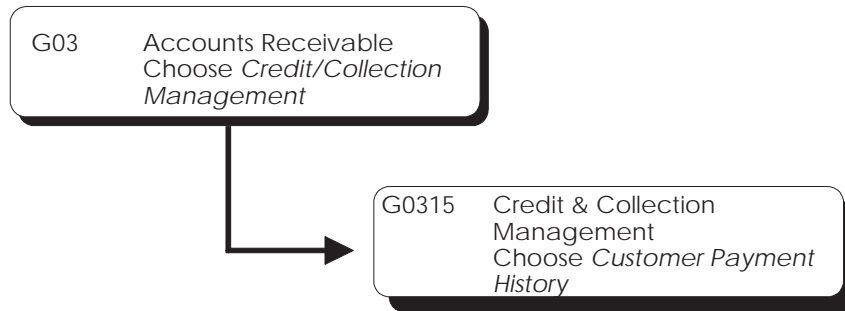 G03 Accounts Receivable
Choose Credit/Collection
Management
G0315 Credit & Collection
Management
Choose Customer Payment
History